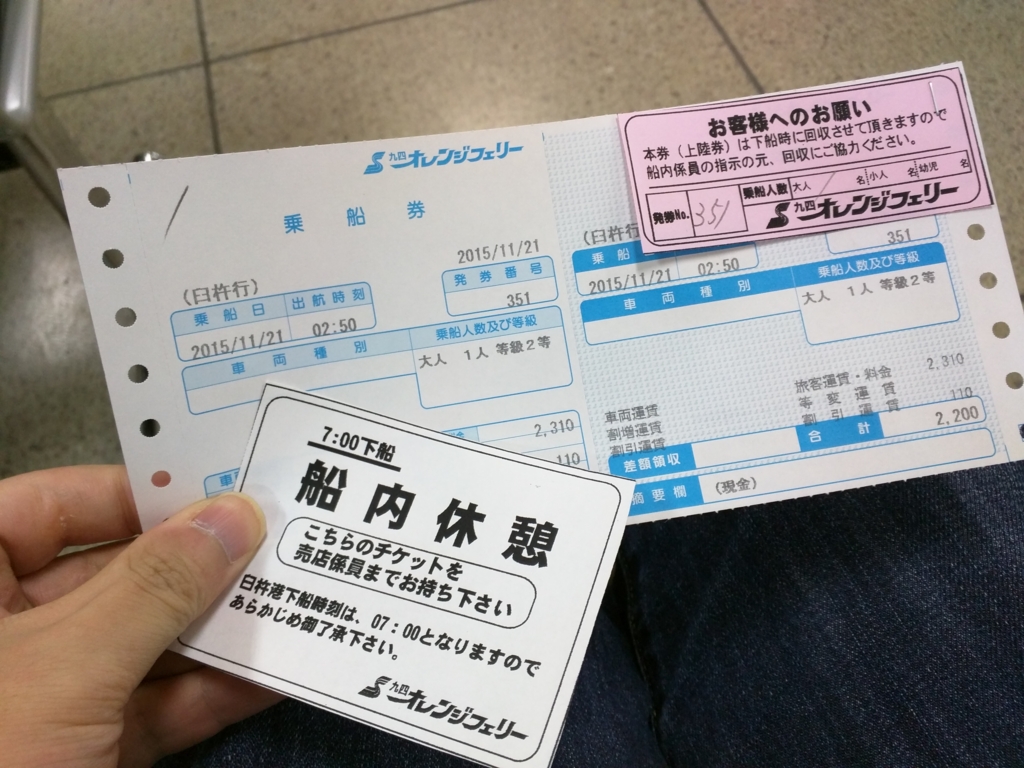 九四オレンジフェリー
乗船券
2015/11/21
(臼杵行)
発券番号
351
乗船日 出航時刻
2015/11/21 02:50
車両種別
乗船人数及び等級
大人 1人 等級2等
2,310
110
お客様へのお願い
本券（上陸券）は下船時に回収させて頂きますので
船内係員の指示の元、回収にご協力ください。
発券No. 351
乗船人数 大人 名 小人 名 幼児 名
九四オレンジフェリー
(臼杵行
乗船
2015/11/21 02:50
351
車両種別
乗船人数及び等級
大人 1人 等級2等
車両運賃
割増運賃
割引運賃
旅客運賃・料金 2,310
等変運賃
割引運賃 110
差額領収
合計 2,200
摘要欄 (現金)
7:00下船
船内休憩
こちらのチケットを
売店係員までお持ち下さい
臼杵港下船時刻は、07:00となりますので
あらかじめ御了承下さい。
九四オレンジフェリー